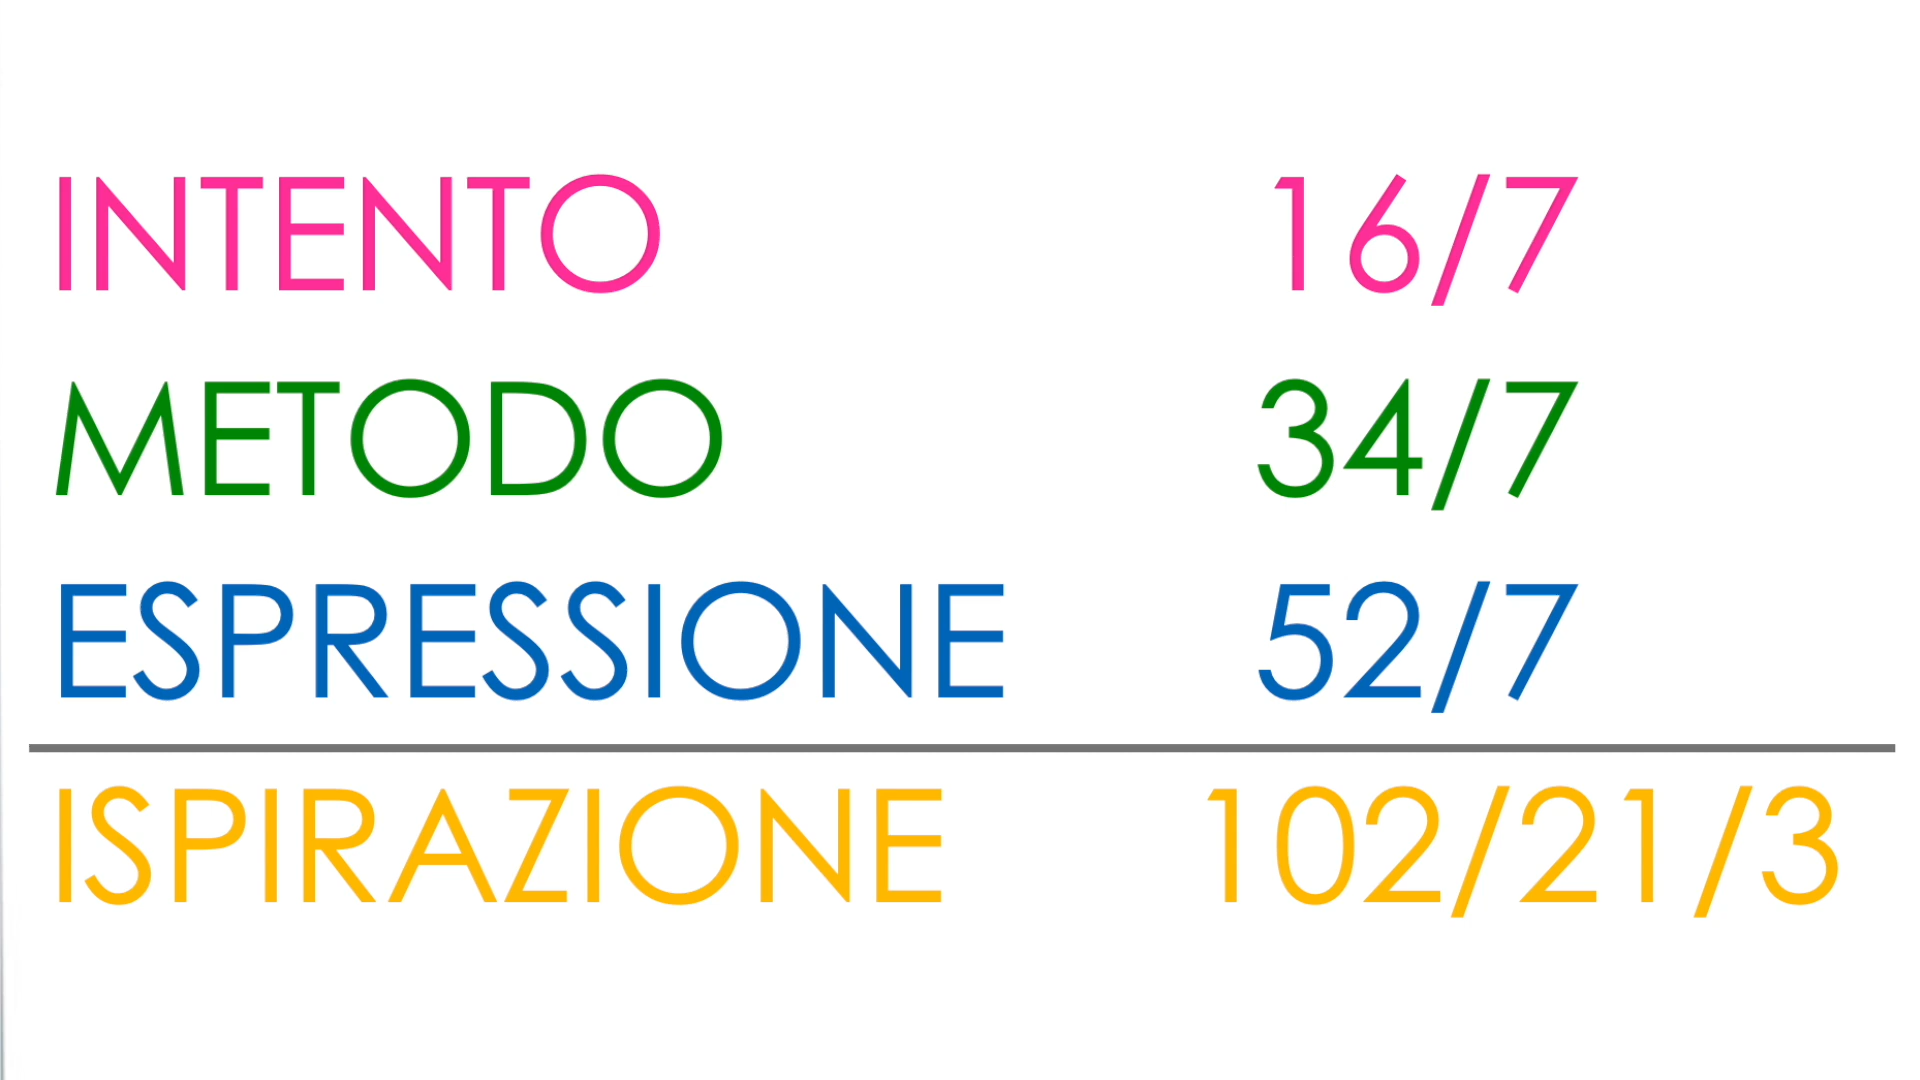 INTENTO 16/7
METODO 34/7
ESPRESSIONE 52/7
ISPIRAZIONE 102/21/3